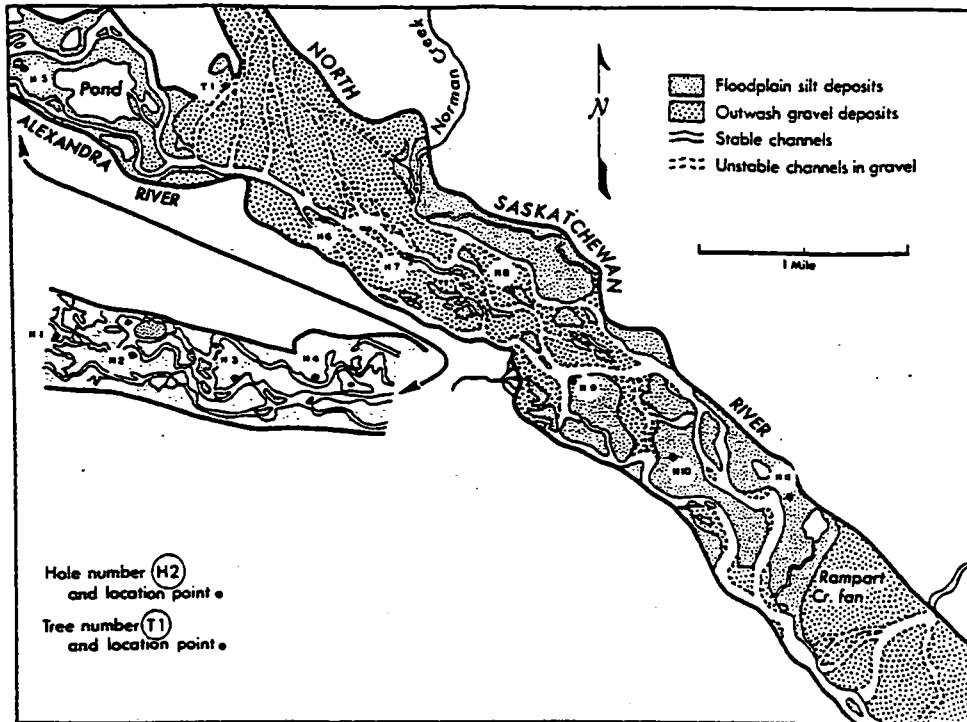 NORTH
Norman Creek
N
Floodplain silt deposits
Outwash gravel deposits
Stable channels
Unstable channels in gravel
1 Mile
H5
Pond
T1
ALEXANDRA
RIVER
SASKATCHEWAN
RIVER
H6
H7
H8
H1
H2
H3
H4
H9
H10
H11
Rampart
Cr. fan
Hole number H2
and location point
Tree number T1
and location point